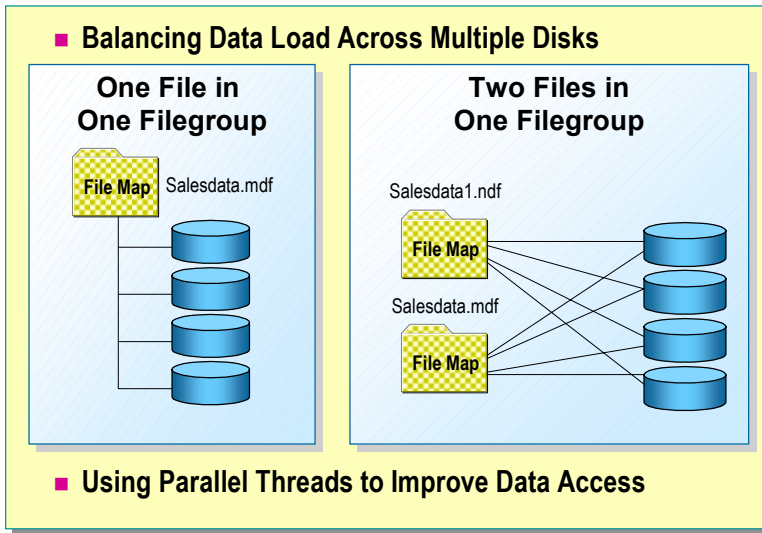 Balancing Data Load Across Multiple Disks
One File in
One Filegroup
File Map
Salesdata.mdf
Two Files in
One Filegroup
Salesdata1.ndf
File Map
Salesdata.mdf
File Map
Using Parallel Threads to Improve Data Access